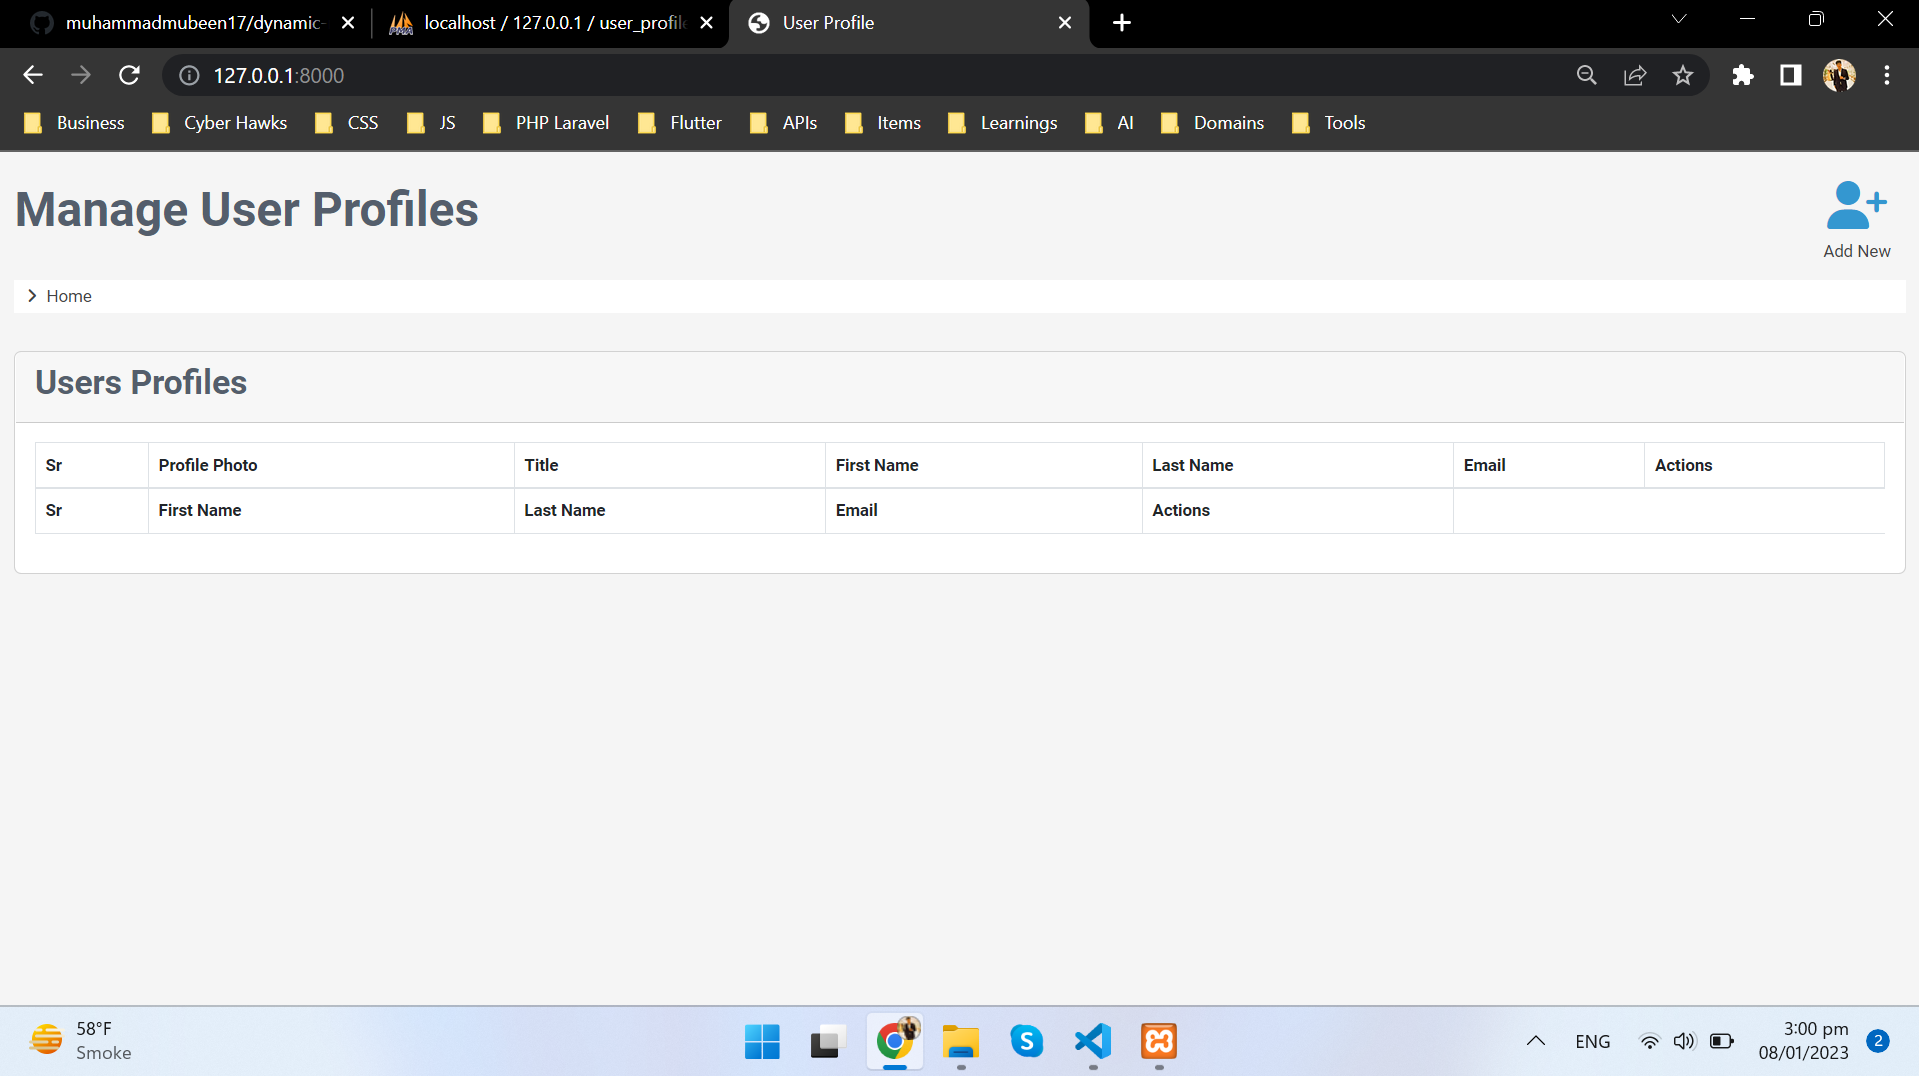 muhammadmubeen17/dynamic-
localhost / 127.0.0.1 / user_profile
User Profile
127.0.0.1:8000
Business
Cyber Hawks
CSS
JS
PHP Laravel
Flutter
APIs
Items
Learnings
AI
Domains
Tools
Manage User Profiles
Add New
Home
Users Profiles
Sr Profile Photo Title First Name Last Name Email Actions
Sr First Name Last Name Email Actions
58°F
Smoke
ENG
3:00 pm
08/01/2023
2